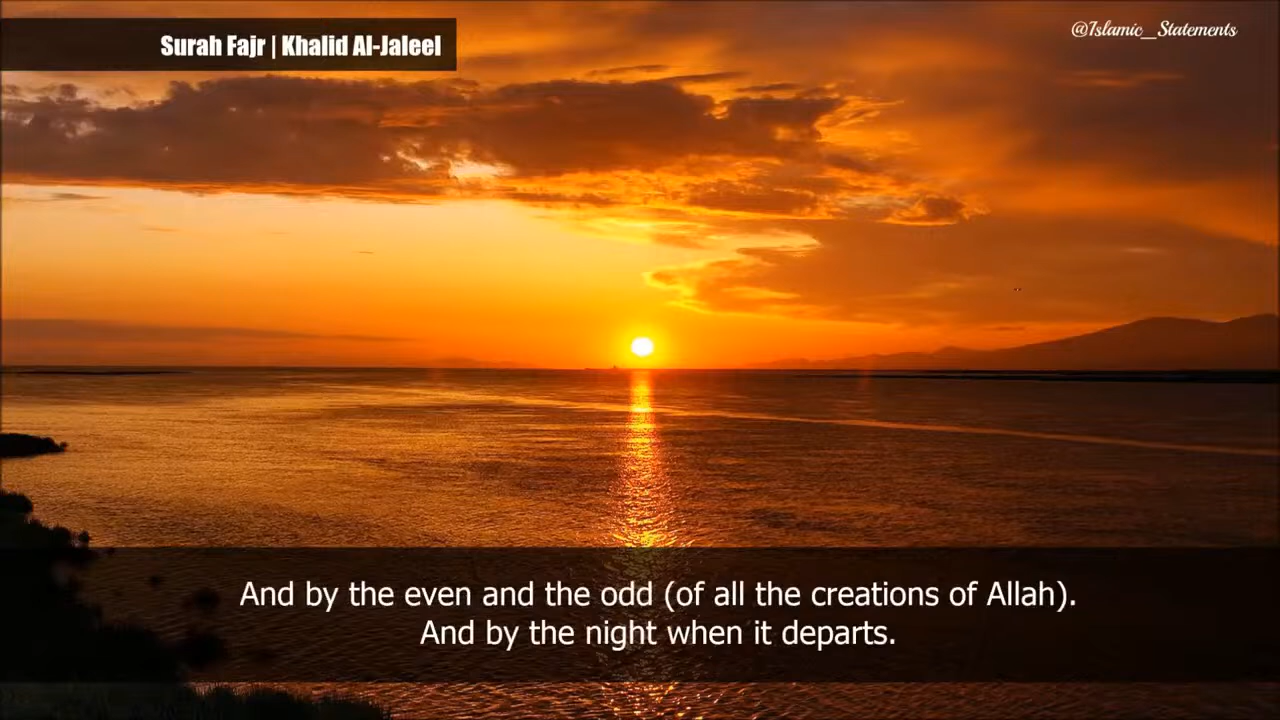 Surah Fajr | Khalid Al-Jaleel
@Islamic_Statements
And by the even and the odd (of all the creations of Allah).
And by the night when it departs.